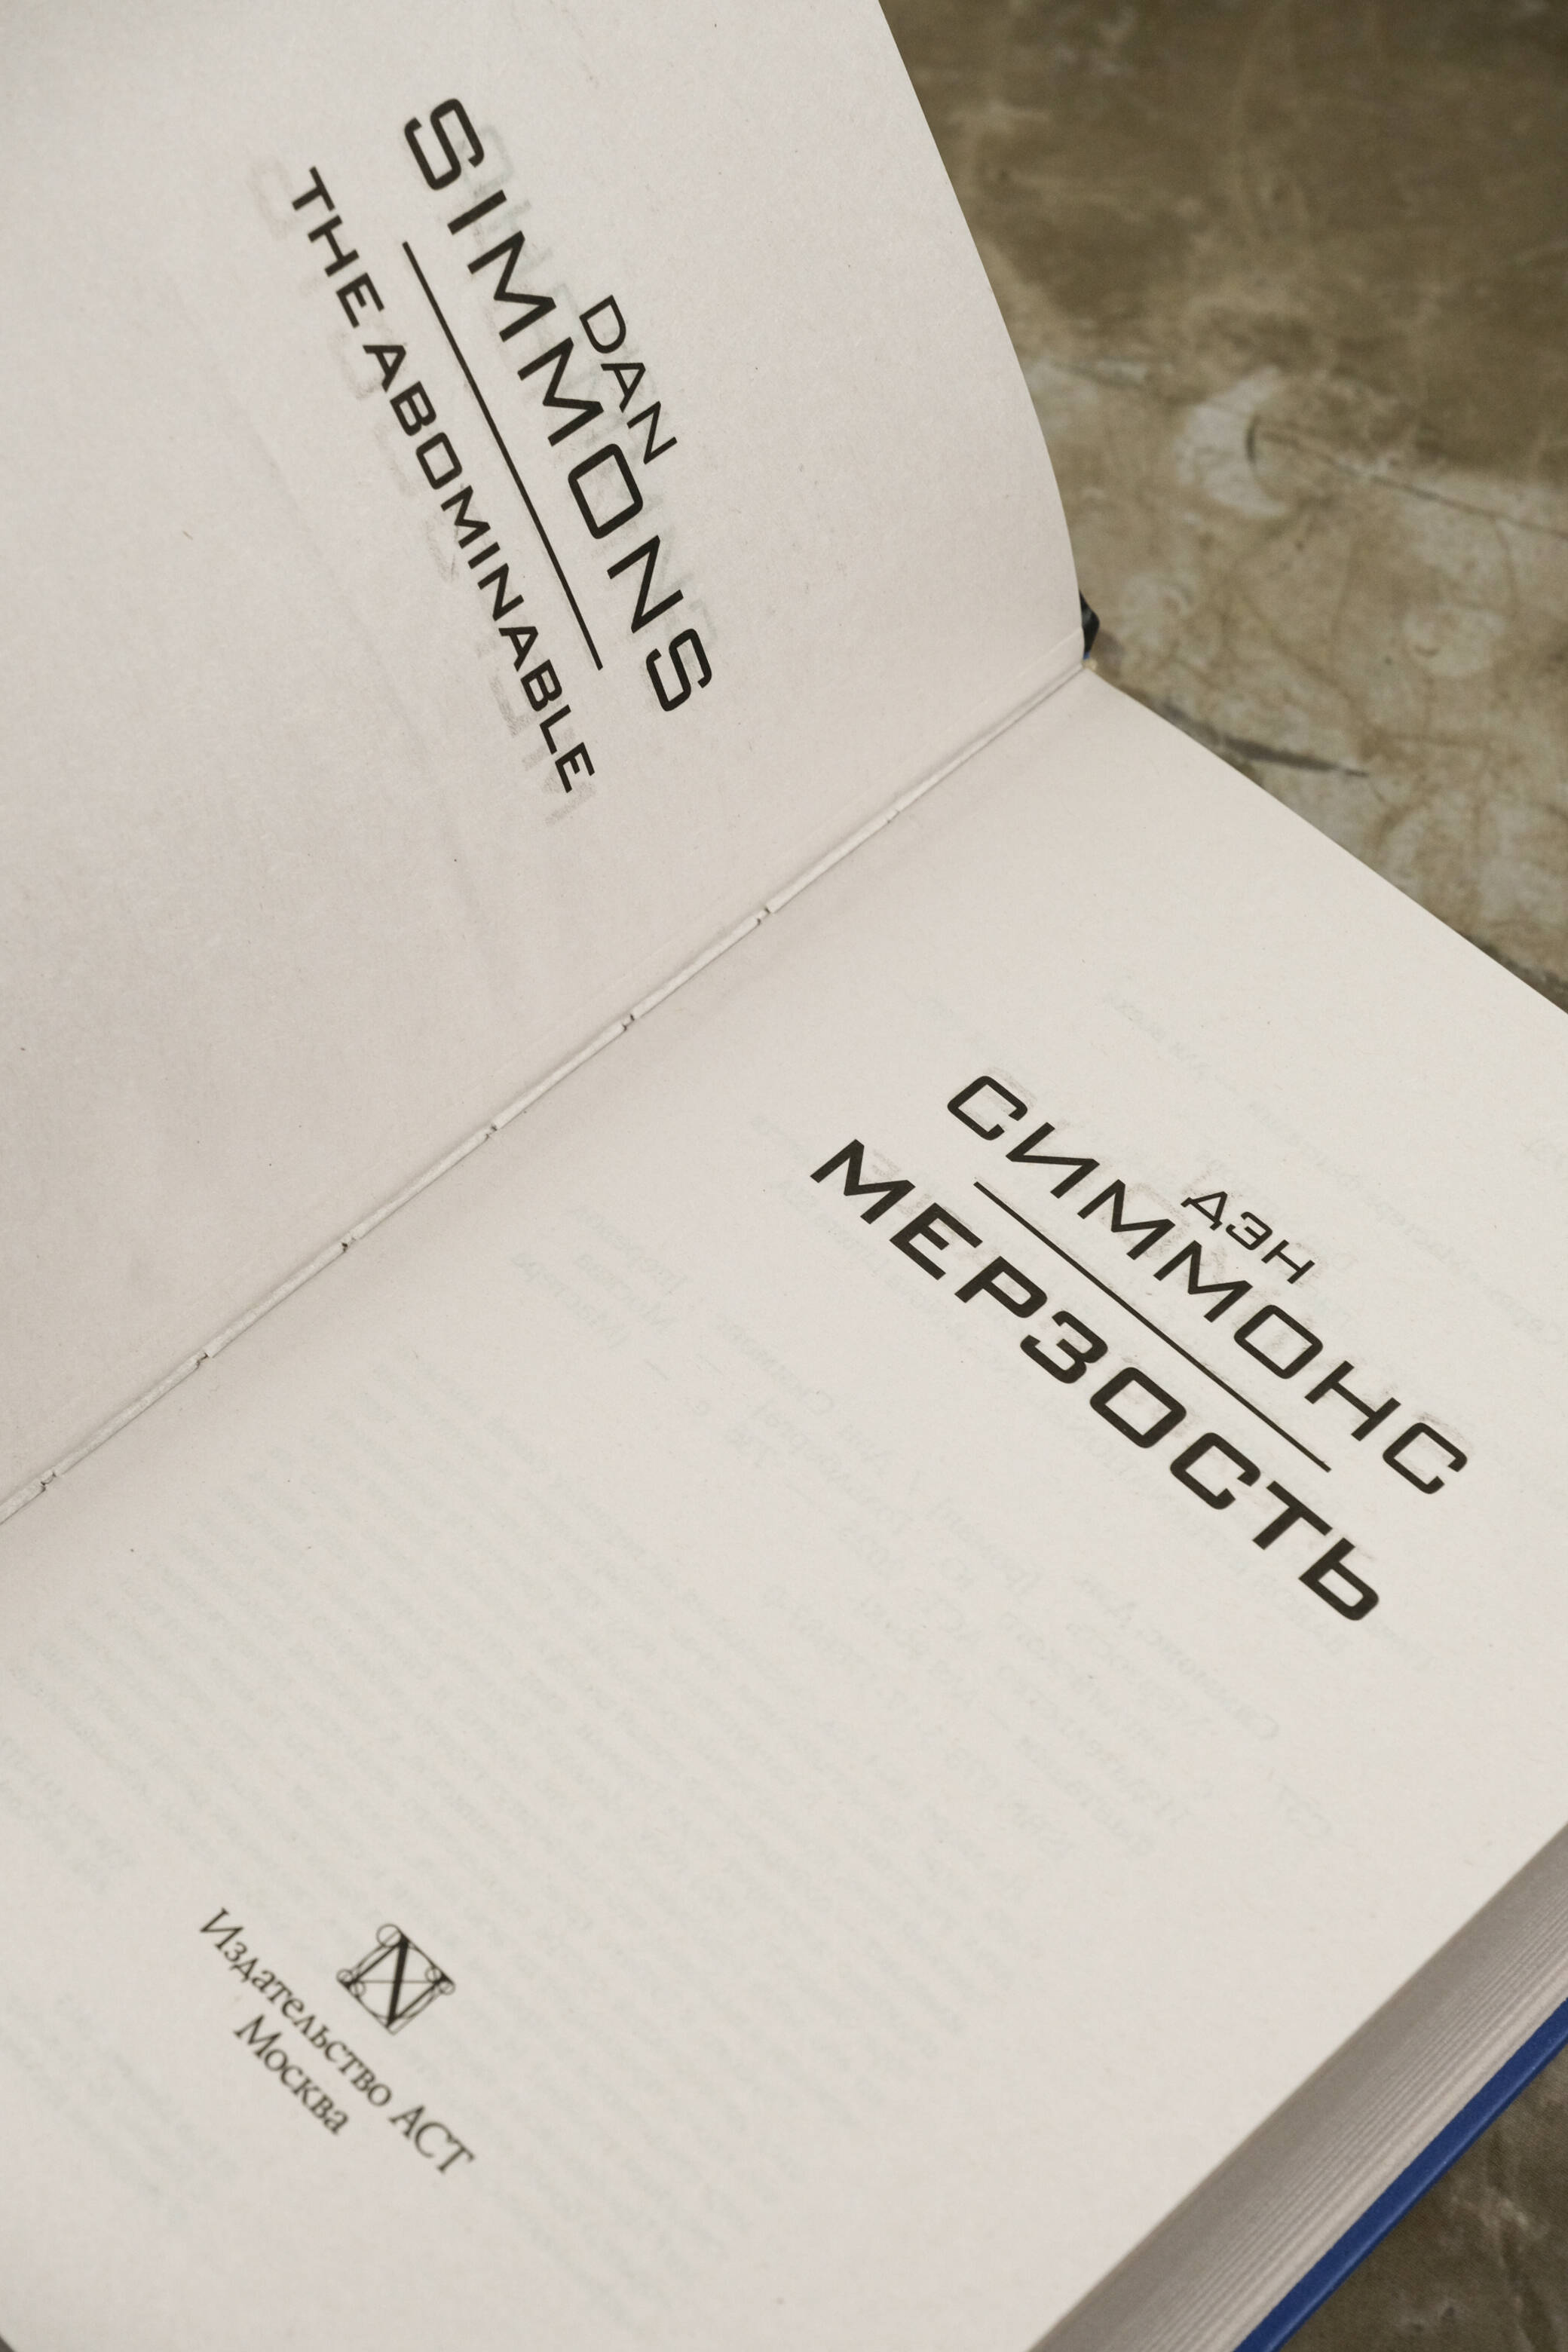 DAN
SIMMONS
THE ABOMINABLE
ДЭН
СИММОНС
МЕРЗОСТЬ
N
Издательство АСТ
Москва